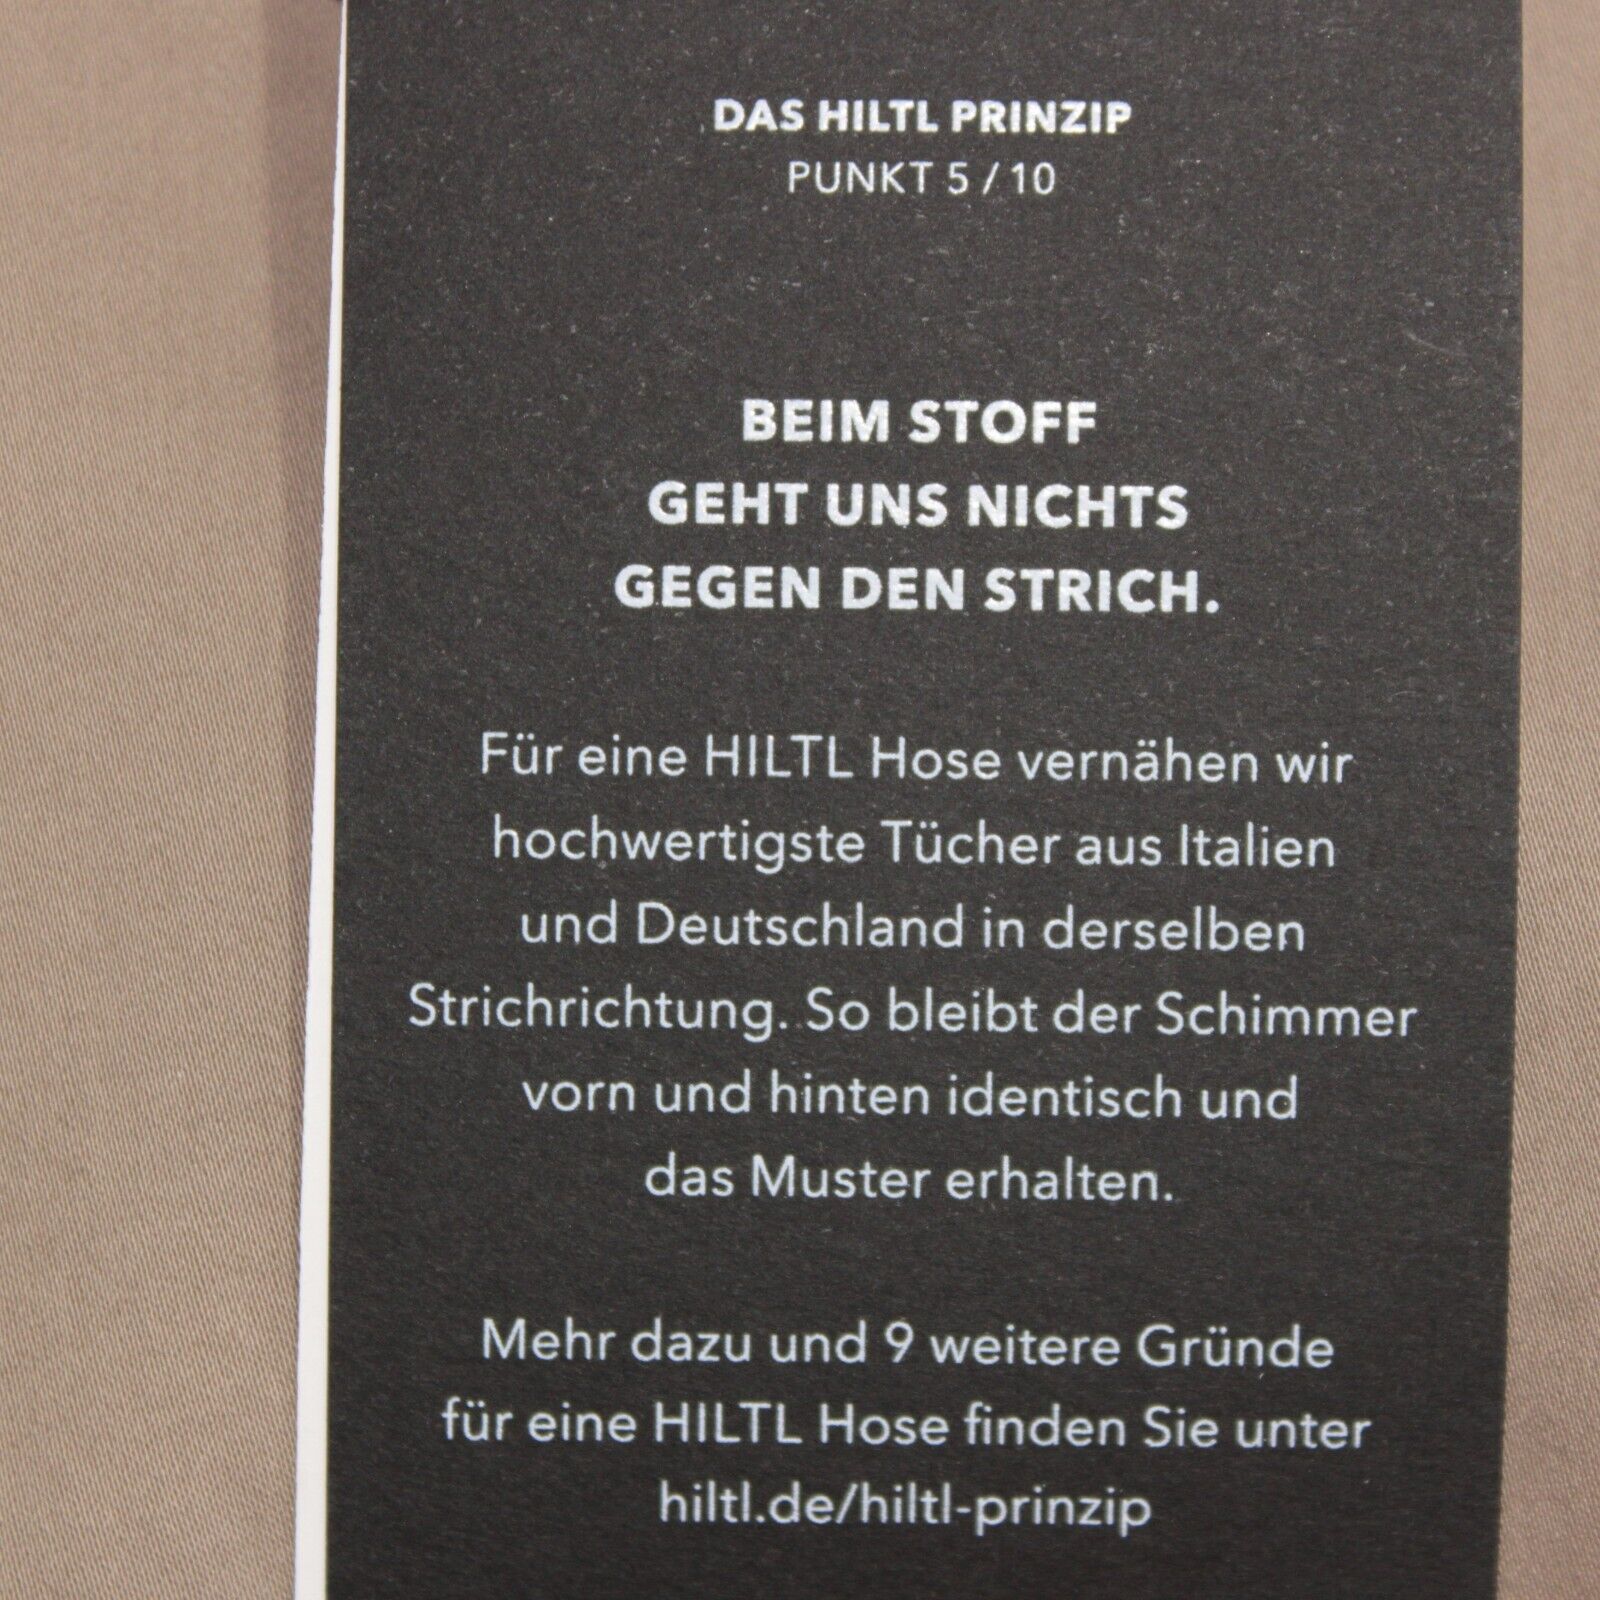 DAS HILTL PRINZIP
PUNKT 5 / 10
BEIM STOFF
GEHT UNS NICHTS
GEGEN DEN STRICH.
Für eine HILTL Hose vernähen wir
hochwertigste Tücher aus Italien
und Deutschland in derselben
Strichrichtung. So bleibt der Schimmer
vorn und hinten identisch und
das Muster erhalten.
Mehr dazu und 9 weitere Gründe
für eine HILTL Hose finden Sie unter
hiltl.de/hiltl-prinzip